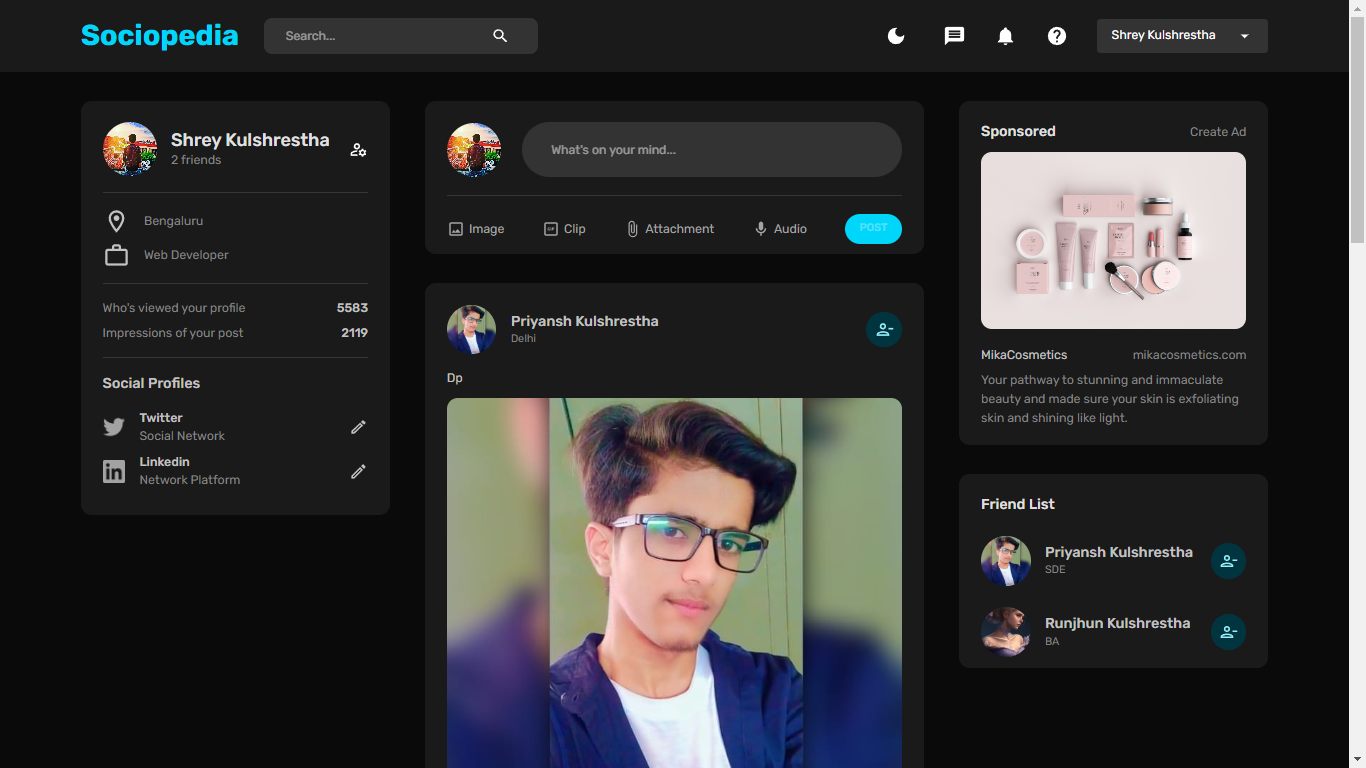 Sociopedia
Search...
Shrey Kulshrestha
Shrey Kulshrestha
2 friends
Bengaluru
Web Developer
Who's viewed your profile 5583
Impressions of your post 2119
Social Profiles
Twitter
Social Network
Linkedin
Network Platform
What's on your mind...
Image
GIF
Clip
Attachment
Audio
POST
Priyansh Kulshrestha
Delhi
Dp
Sponsored
Create Ad
MikaCosmetics
mikacosmetics.com
Your pathway to stunning and immaculate
beauty and made sure your skin is exfoliating
skin and shining like light.
Friend List
Priyansh Kulshrestha
SDE
Runjhun Kulshrestha
BA